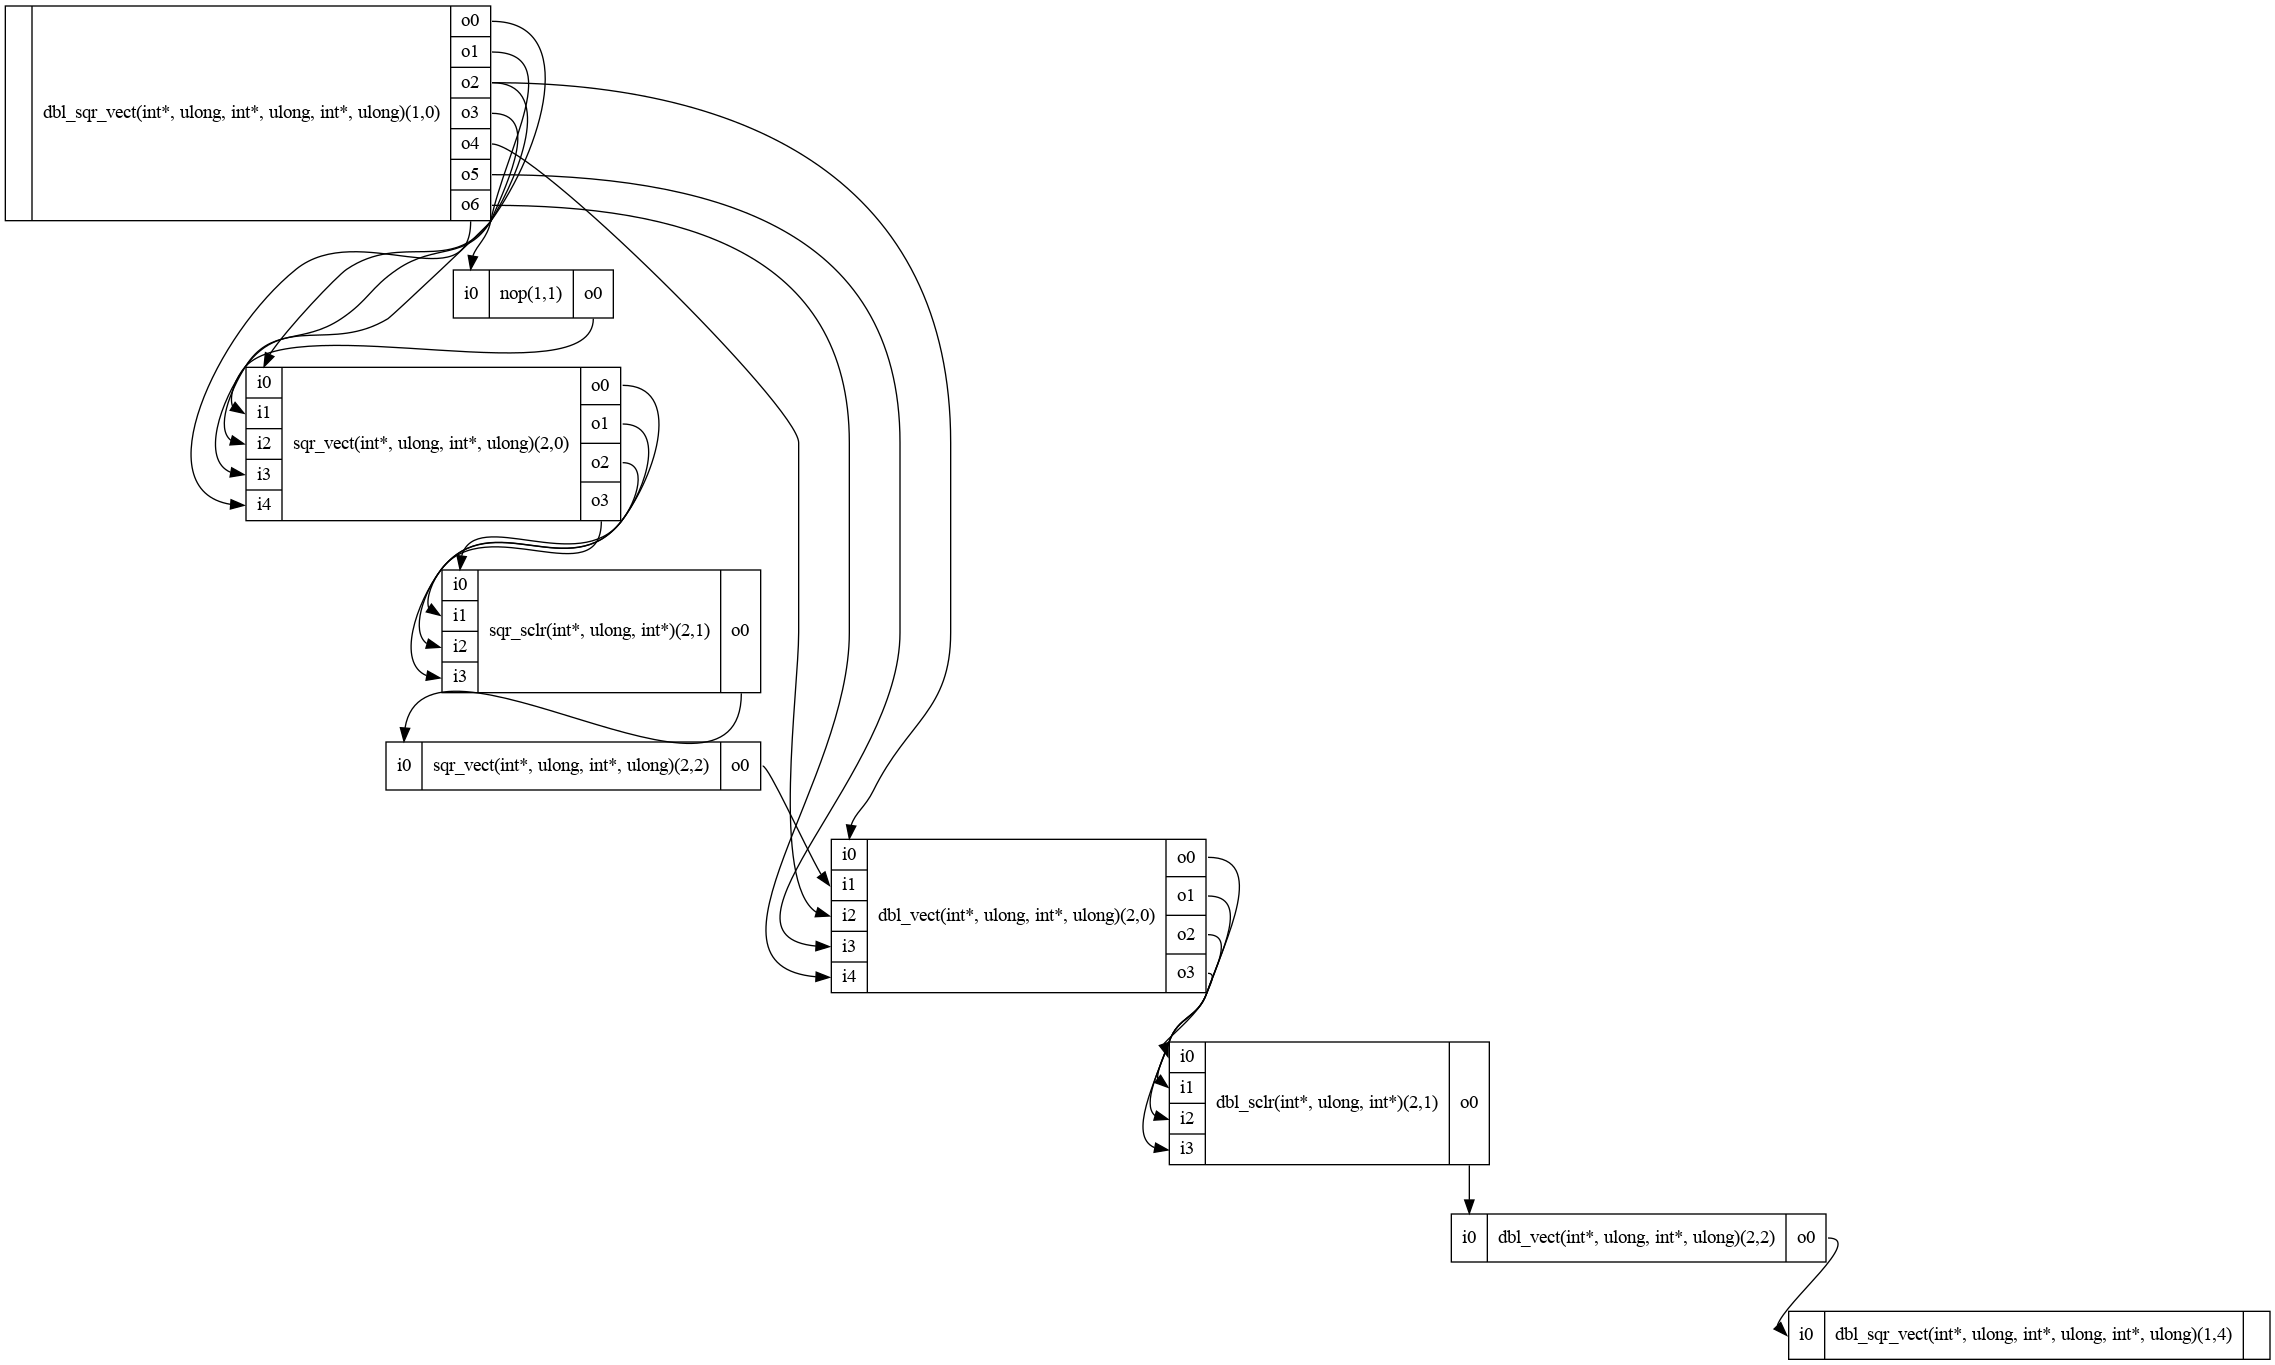 o0
o1
o2
o3
dbl_sqr_vect(int*, ulong, int*, ulong, int*, ulong)(1,0)
o4
o5
o6
i0 nop(1,1) o0
i0
i1
i2
i3
i4
sqr_vect(int*, ulong, int*, ulong)(2,0)
o0
o1
o2
o3
i0
i1
i2
i3
sqr_sclr(int*, ulong, int*)(2,1)
o0
i0 sqr_vect(int*, ulong, int*, ulong)(2,2) o0
i0
i1
i2
i3
i4
dbl_vect(int*, ulong, int*, ulong)(2,0)
o0
o1
o2
o3
i0
i1
i2
i3
dbl_sclr(int*, ulong, int*)(2,1)
o0
i0 dbl_vect(int*, ulong, int*, ulong)(2,2) o0
i0 dbl_sqr_vect(int*, ulong, int*, ulong, int*, ulong)(1,4)